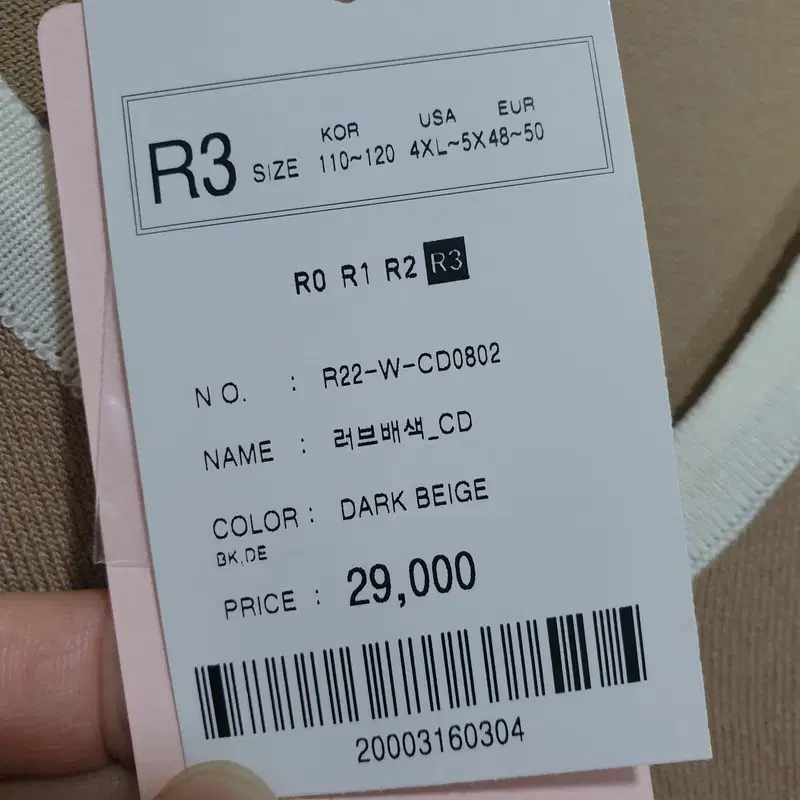 KOR USA EUR
R3 SIZE 110~120 4XL~5X 48~50
R0 R1 R2 R3
NO. : R22-W-CD0802
NAME : 러브배색_CD
COLOR : DARK BEIGE
BK,DE
PRICE : 29,000
20003160304